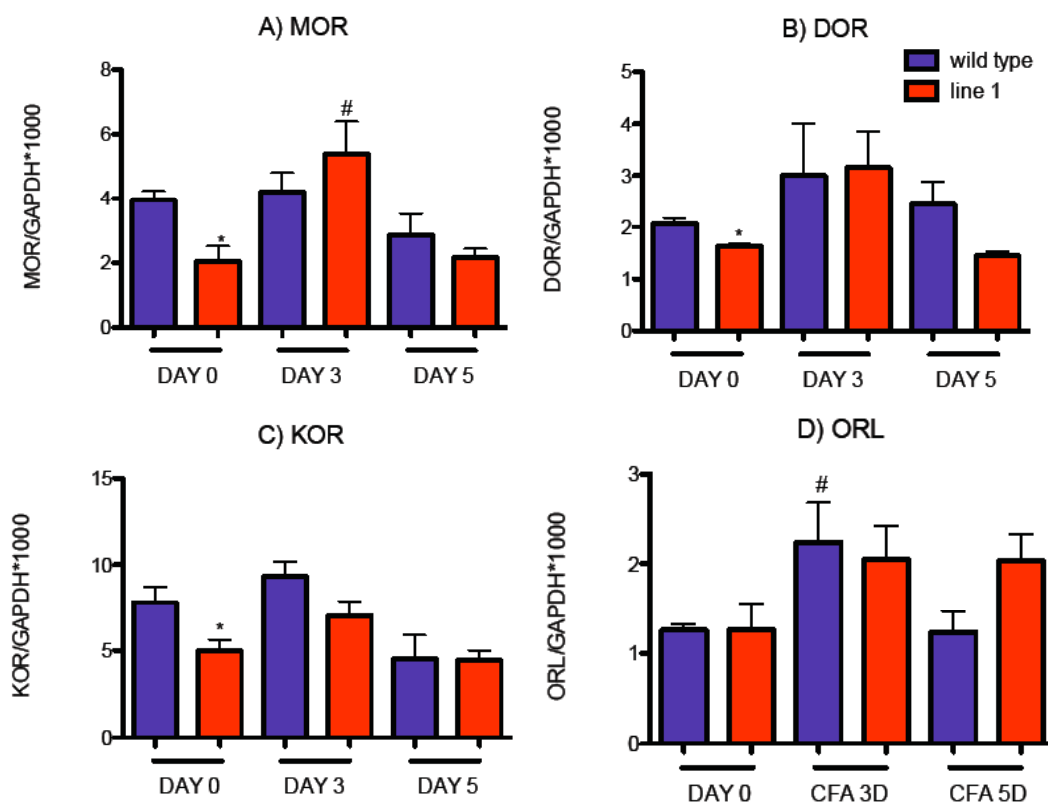 A) MOR
MOR/GAPDH*1000
8
6
4
2
0
*
#
DAY 0
DAY 3
DAY 5
B) DOR
wild type
line 1
DOR/GAPDH*1000
5
4
3
2
1
0
*
DAY 0
DAY 3
DAY 5
C) KOR
KOR/GAPDH*1000
15
10
5
0
*
DAY 0
DAY 3
DAY 5
D) ORL
ORL/GAPDH*1000
3
2
1
0
#
DAY 0
CFA 3D
CFA 5D